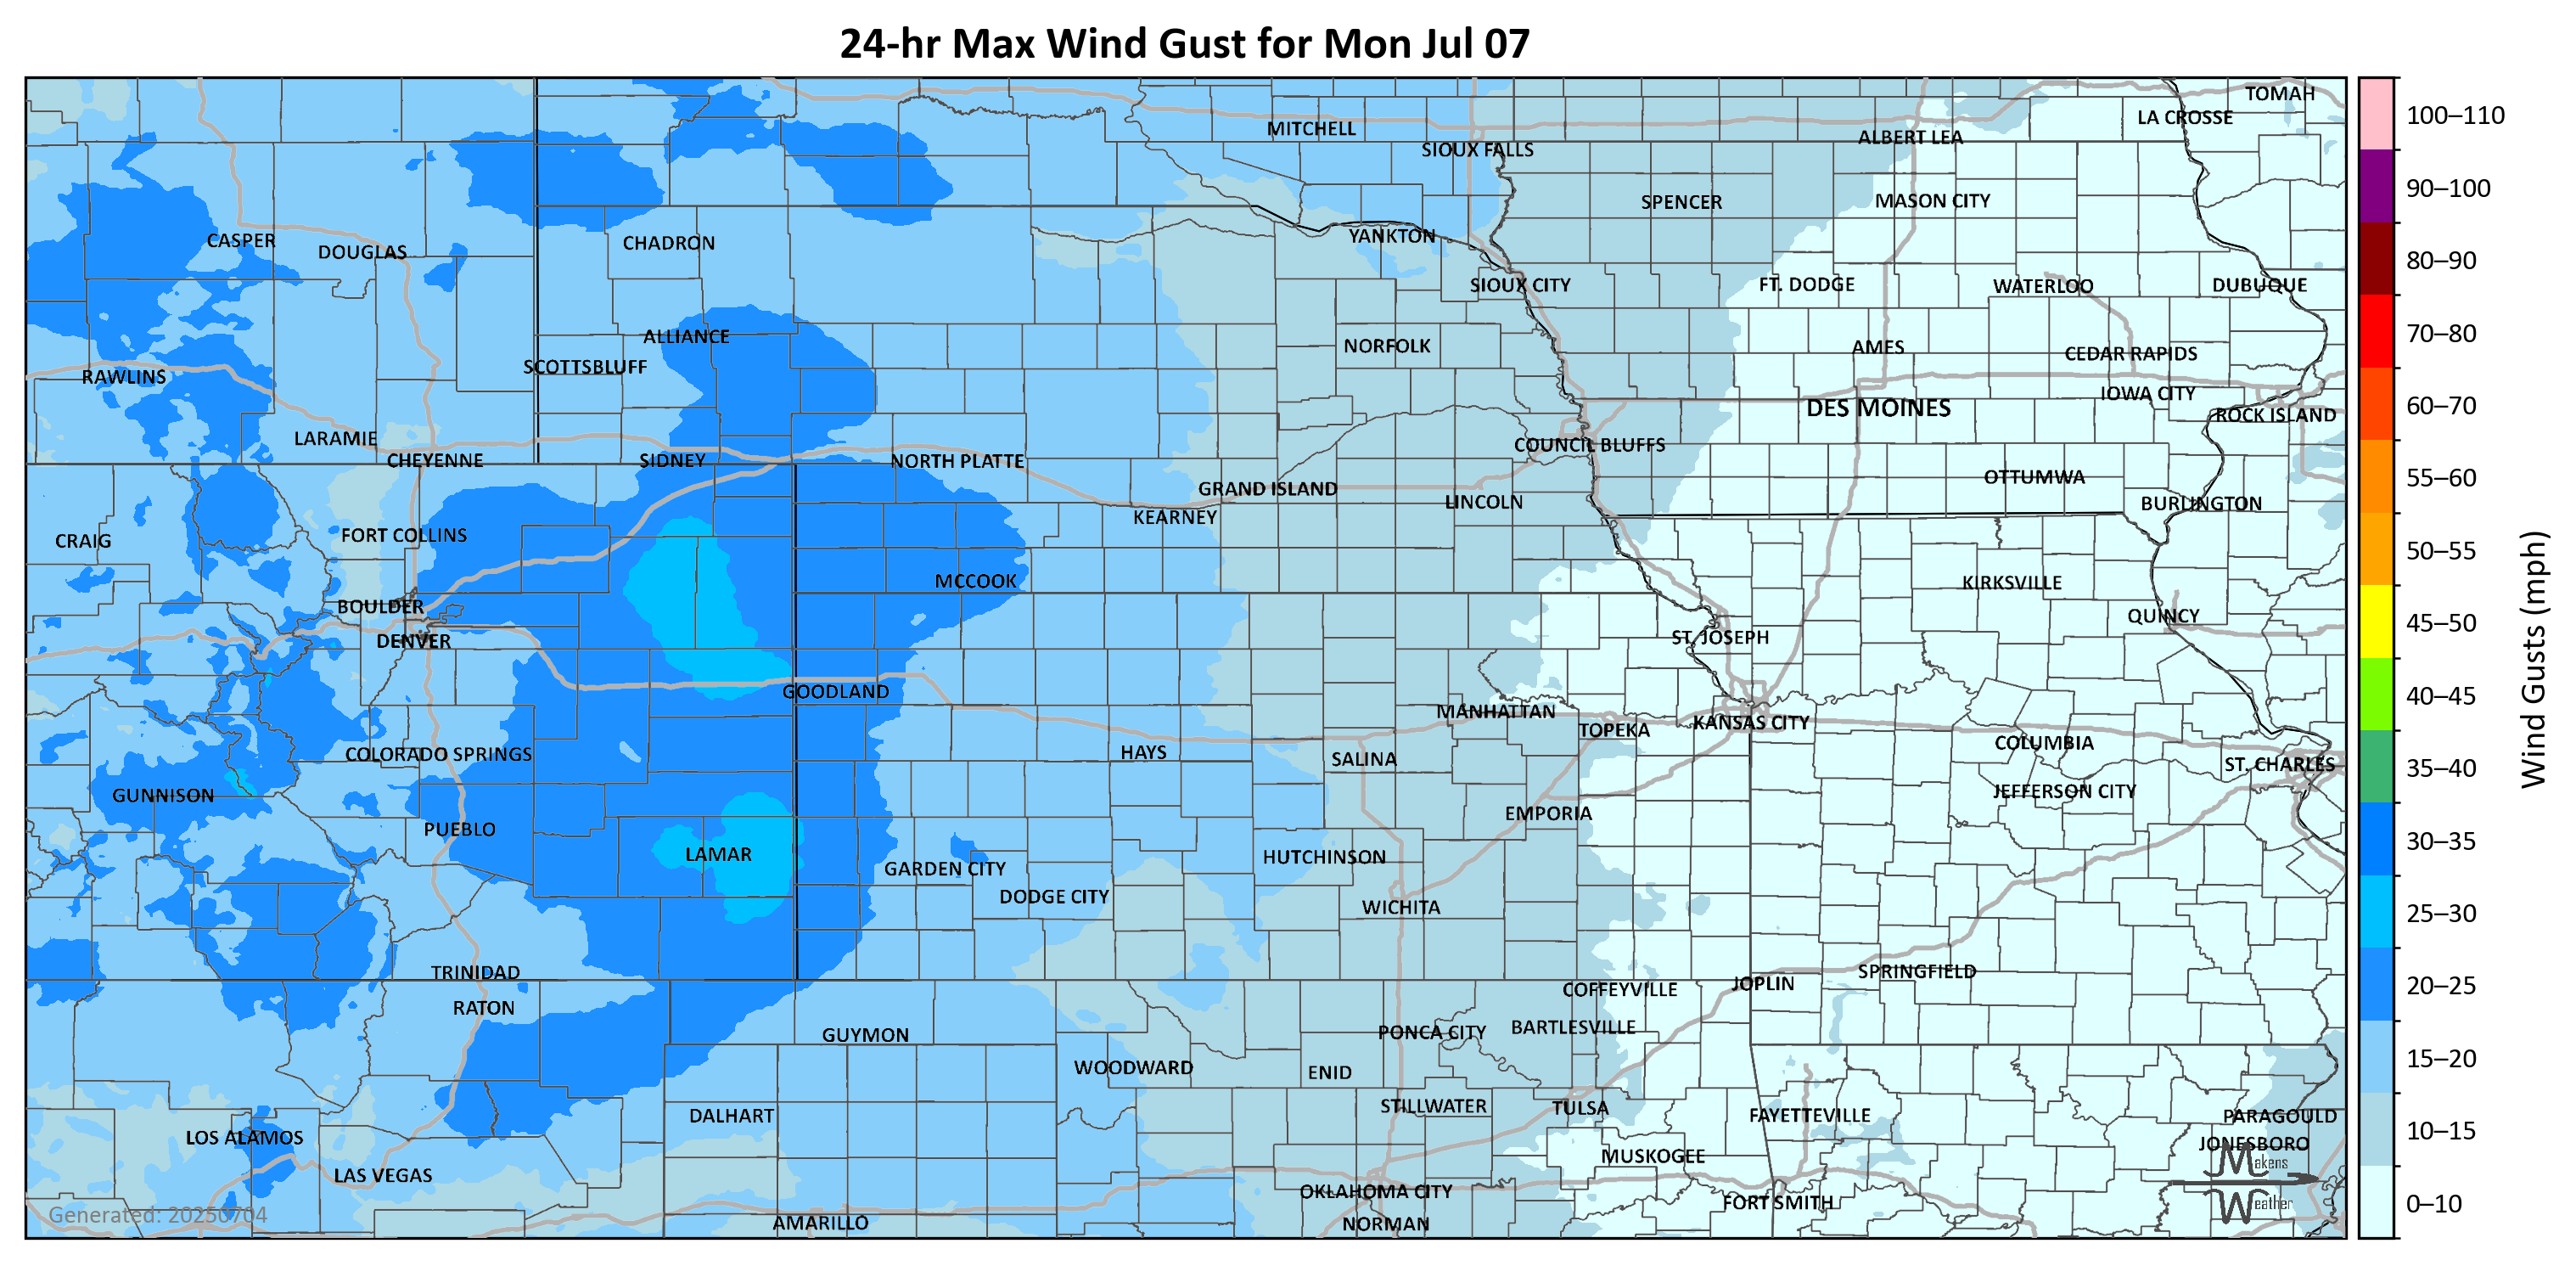 24-hr Max Wind Gust for Mon Jul 07
TOMAH
LA CROSSE
MITCHELL
ALBERT LEA
SIOUX FALLS
SPENCER
MASON CITY
CASPER
DOUGLAS
CHADRON
YANKTON
SIOUX CITY
FT. DODGE
WATERLOO
DUBUQUE
ALLIANCE
NORFOLK
AMES
CEDAR RAPIDS
SCOTTSBLUFF
RAWLINS
IOWA CITY
DES MOINES
ROCK ISLAND
LARAMIE
COUNCIL BLUFFS
CHEYENNE
SIDNEY
NORTH PLATTE
OTTUMWA
GRAND ISLAND
LINCOLN
BURLINGTON
KEARNEY
CRAIG
FORT COLLINS
MCCOOK
KIRKSVILLE
BOULDER
QUINCY
DENVER
ST. JOSEPH
GOODLAND
MANHATTAN
TOPEKA
KANSAS CITY
COLORADO SPRINGS
HAYS
SALINA
COLUMBIA
ST. CHARLES
GUNNISON
JEFFERSON CITY
PUEBLO
EMPORIA
LAMAR
GARDEN CITY
HUTCHINSON
DODGE CITY
WICHITA
TRINIDAD
SPRINGFIELD
JOPLIN
COFFEYVILLE
RATON
GUYMON
PONCA CITY
BARTLESVILLE
WOODWARD
ENID
DALHART
STILLWATER
TULSA
FAYETTEVILLE
PARAGOULD
LOS ALAMOS
JONESBORO
LAS VEGAS
MUSKOGEE
OKLAHOMA CITY
FORT SMITH
AMARILLO
NORMAN
Generated: 20250704
Makens
Weather
100–110
90–100
80–90
70–80
60–70
55–60
50–55
45–50
40–45
35–40
30–35
25–30
20–25
15–20
10–15
0–10
Wind Gusts (mph)